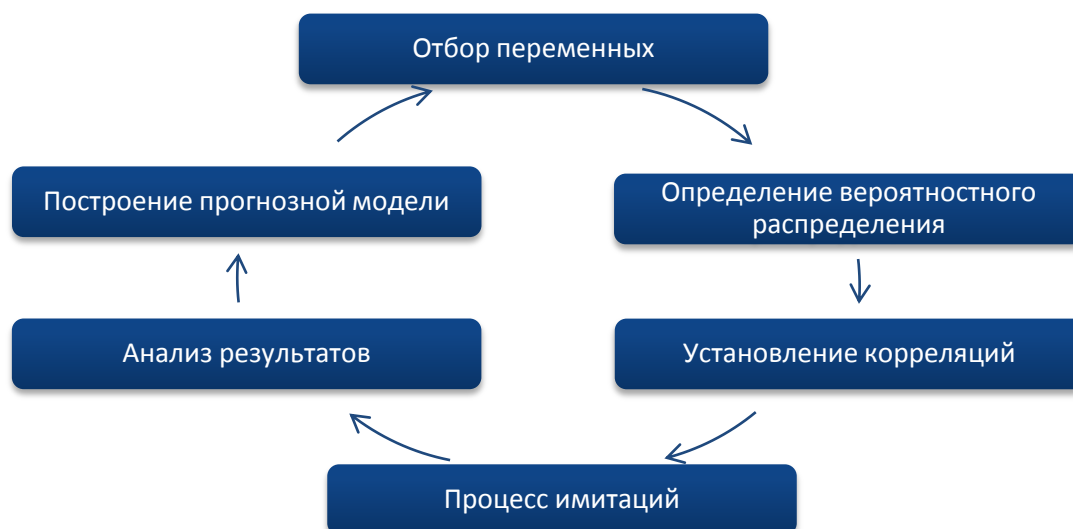 Отбор переменных
Построение прогнозной модели
Определение вероятностного
распределения
Анализ результатов
Установление корреляций
Процесс имитаций